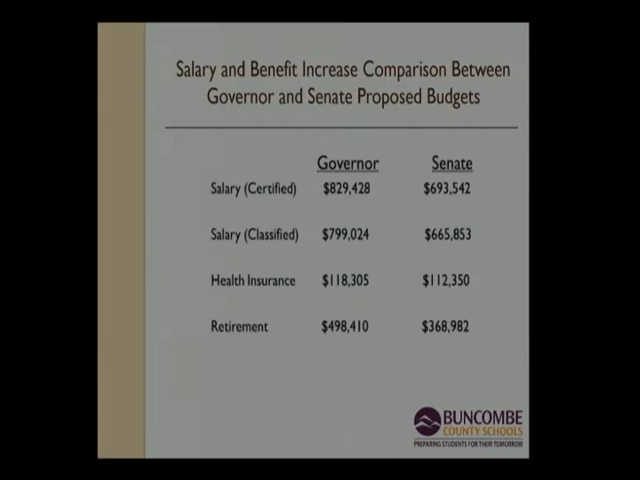 Salary and Benefit Increase Comparison Between
Governor and Senate Proposed Budgets
Governor Senate
Salary (Certified) $829,428 $693,542
Salary (Classified) $799,024 $665,853
Health Insurance $118,305 $112,350
Retirement $498,410 $368,982
BUNCOMBE
COUNTY SCHOOLS
PREPARING STUDENTS FOR THEIR TOMORROW